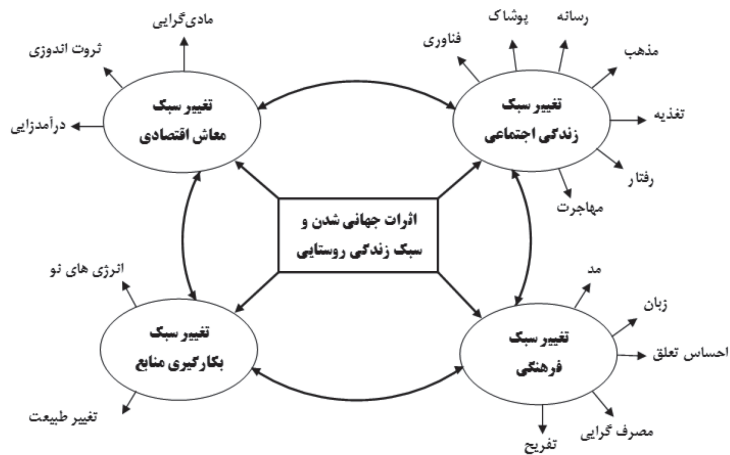 مادی‌گرایی
ثروت اندوزی
درآمدزایی
تغییر سبک
معاش اقتصادی
فناوری
پوشاک
رسانه
مذهب
تغذیه
رفتار
مهاجرت
تغییر سبک
زندگی اجتماعی
اثرات جهانی شدن و
سبک زندگی روستایی
انرژی های نو
تغییر سبک
بکارگیری منابع
تغییر طبیعت
مد
زبان
احساس تعلق
مصرف گرایی
تفریح
تغییر سبک
فرهنگی